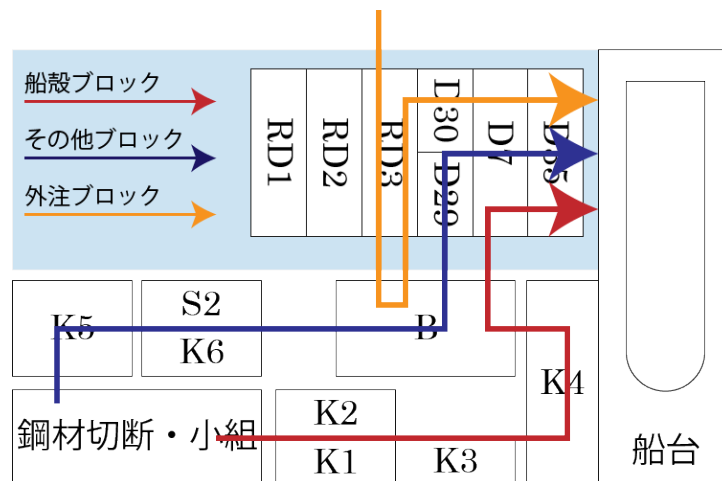 船殻ブロック
その他ブロック
外注ブロック
RD1
RD2
RD3
D30
D29
D7
D35
K5
S2
K6
B
K4
鋼材切断・小組
K2
K1
K3
船台